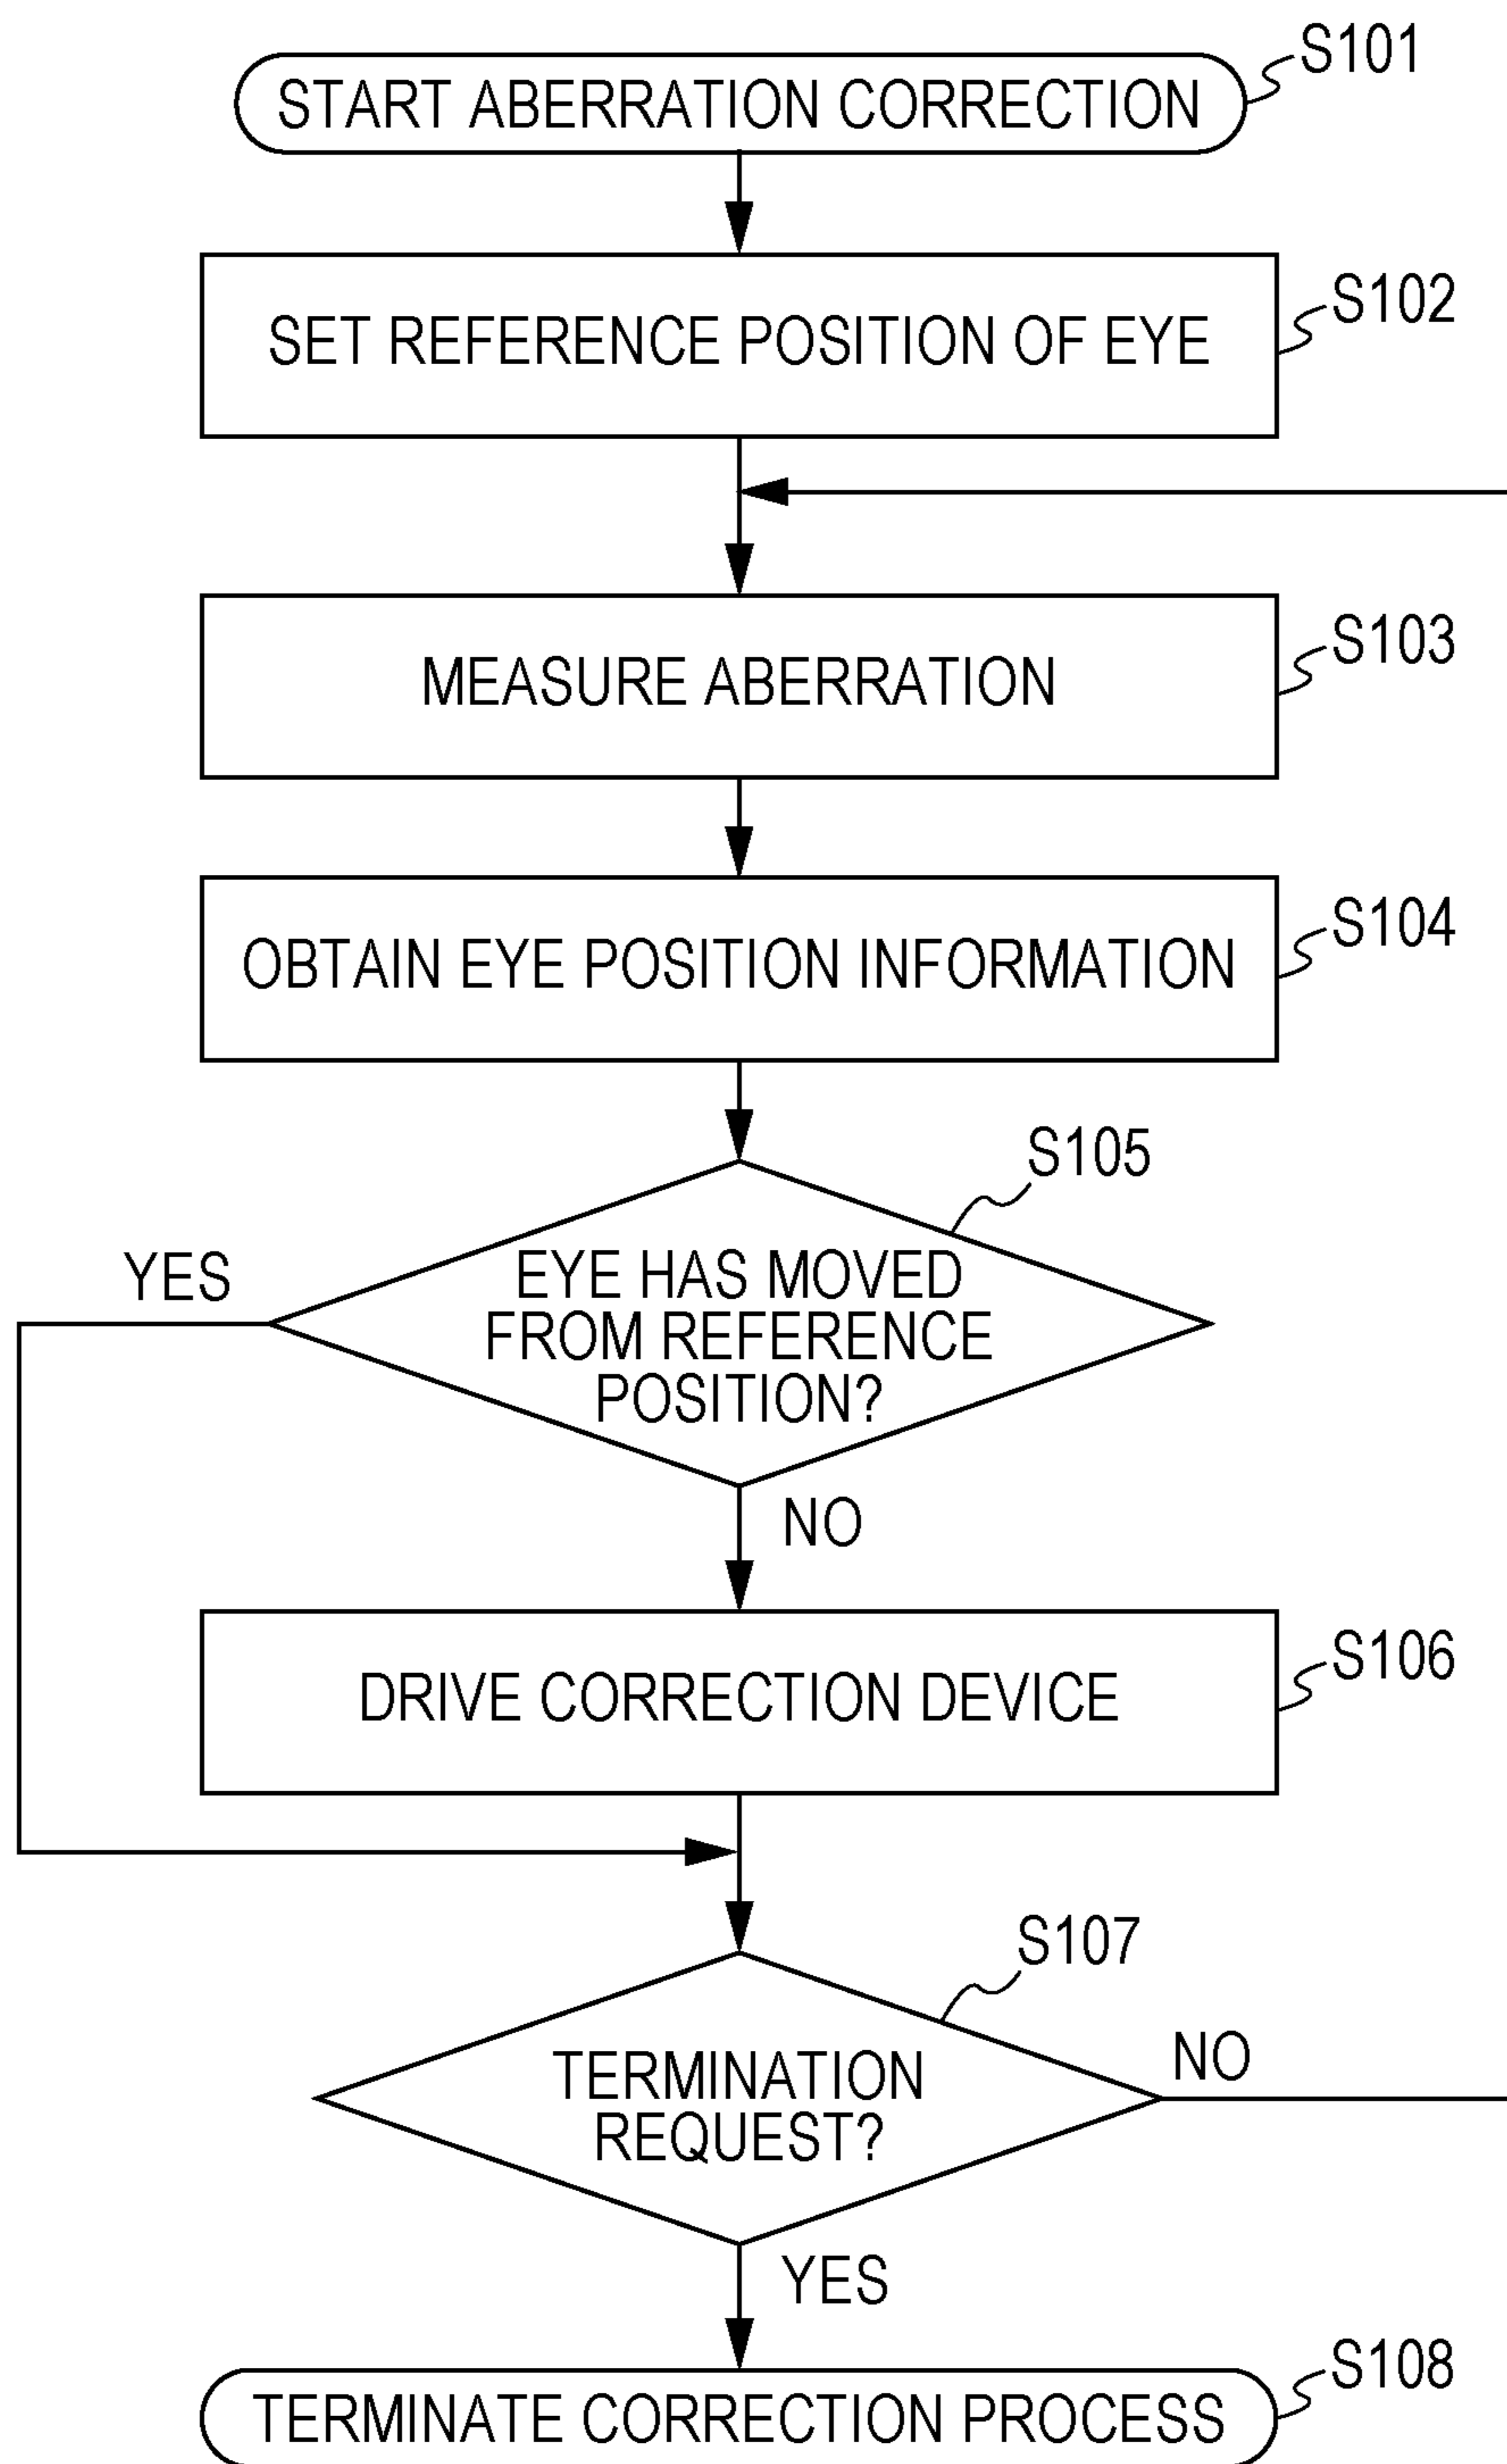 START ABERRATION CORRECTION
S101
SET REFERENCE POSITION OF EYE
S102
MEASURE ABERRATION
S103
OBTAIN EYE POSITION INFORMATION
S104
S105
YES
EYE HAS MOVED
FROM REFERENCE
POSITION?
NO
DRIVE CORRECTION DEVICE
S106
S107
TERMINATION
REQUEST?
NO
YES
TERMINATE CORRECTION PROCESS
S108